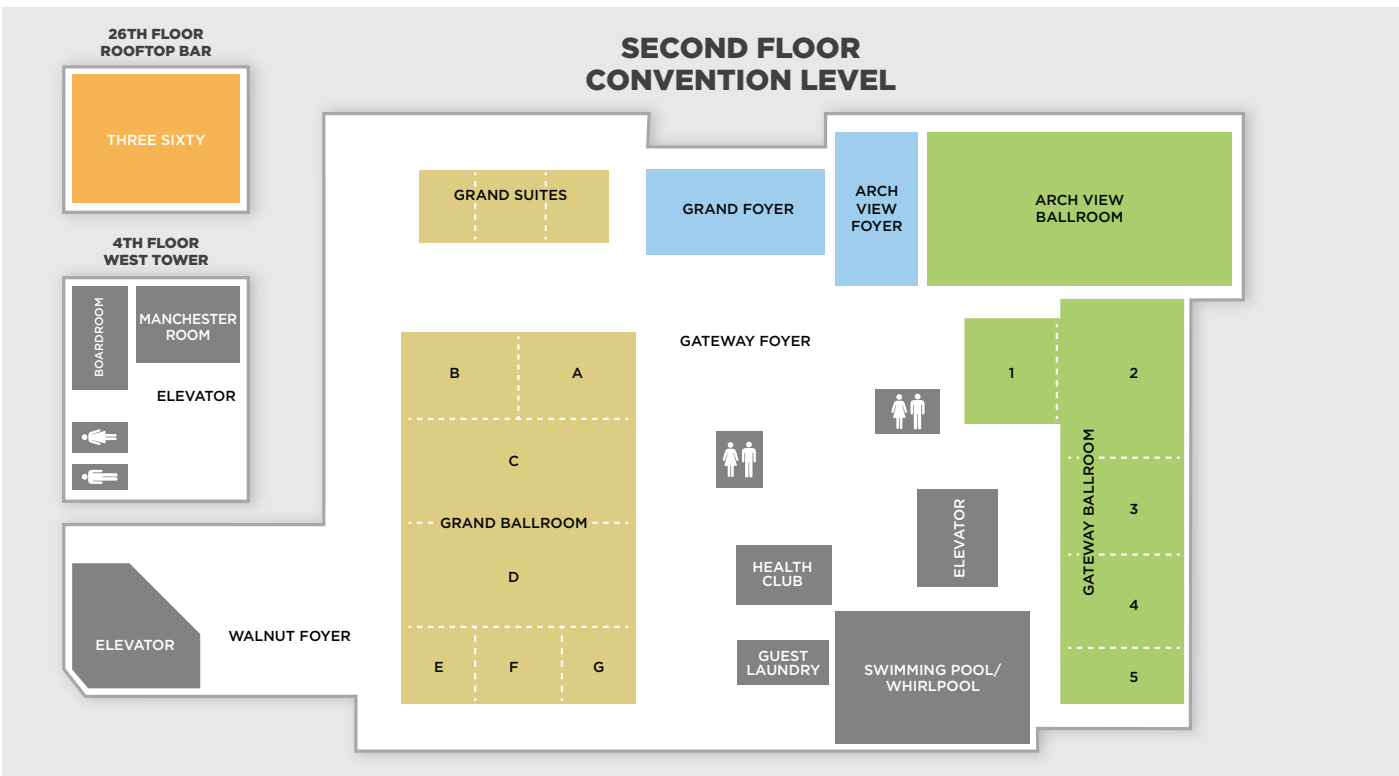 26TH FLOOR
ROOFTOP BAR
THREE SIXTY
4TH FLOOR
WEST TOWER
BOARDROOM
MANCHESTER
ROOM
ELEVATOR
SECOND FLOOR
CONVENTION LEVEL
GRAND SUITES
GRAND FOYER
ARCH
VIEW
FOYER
ARCH VIEW
BALLROOM
GATEWAY FOYER
B
A
C
GRAND BALLROOM
D
E
F
G
1
2
3
4
5
GATEWAY BALLROOM
ELEVATOR
HEALTH
CLUB
GUEST
LAUNDRY
SWIMMING POOL/
WHIRLPOOL
WALNUT FOYER
ELEVATOR